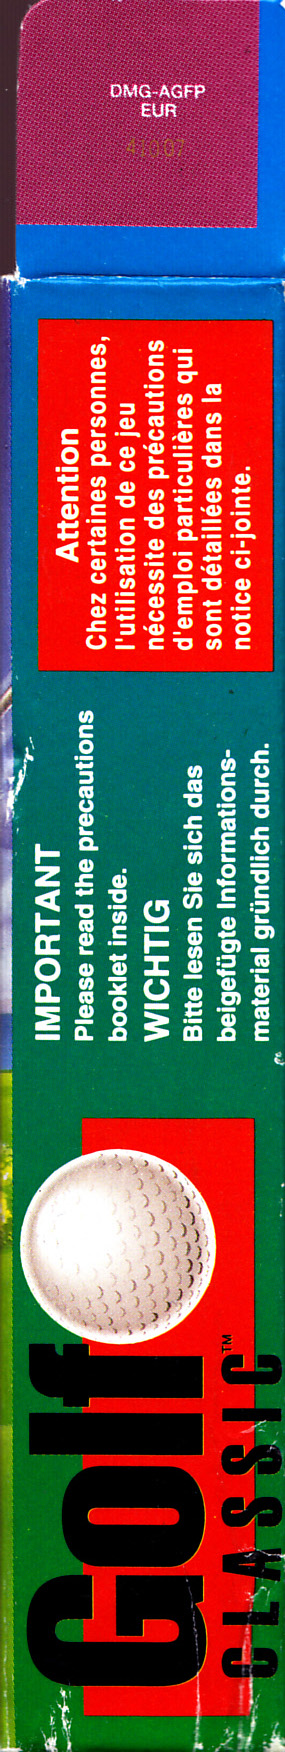 DMG-AGFP
EUR
41007
Attention
Chez certaines personnes,
l'utilisation de ce jeu
nécessite des précautions
d'emploi particulières qui
sont détaillées dans la
notice ci-jointe.
IMPORTANT
Please read the precautions
booklet inside.
WICHTIG
Bitte lesen Sie sich das
beigefügte Informations-
material gründlich durch.
Golf
CLASSIC™